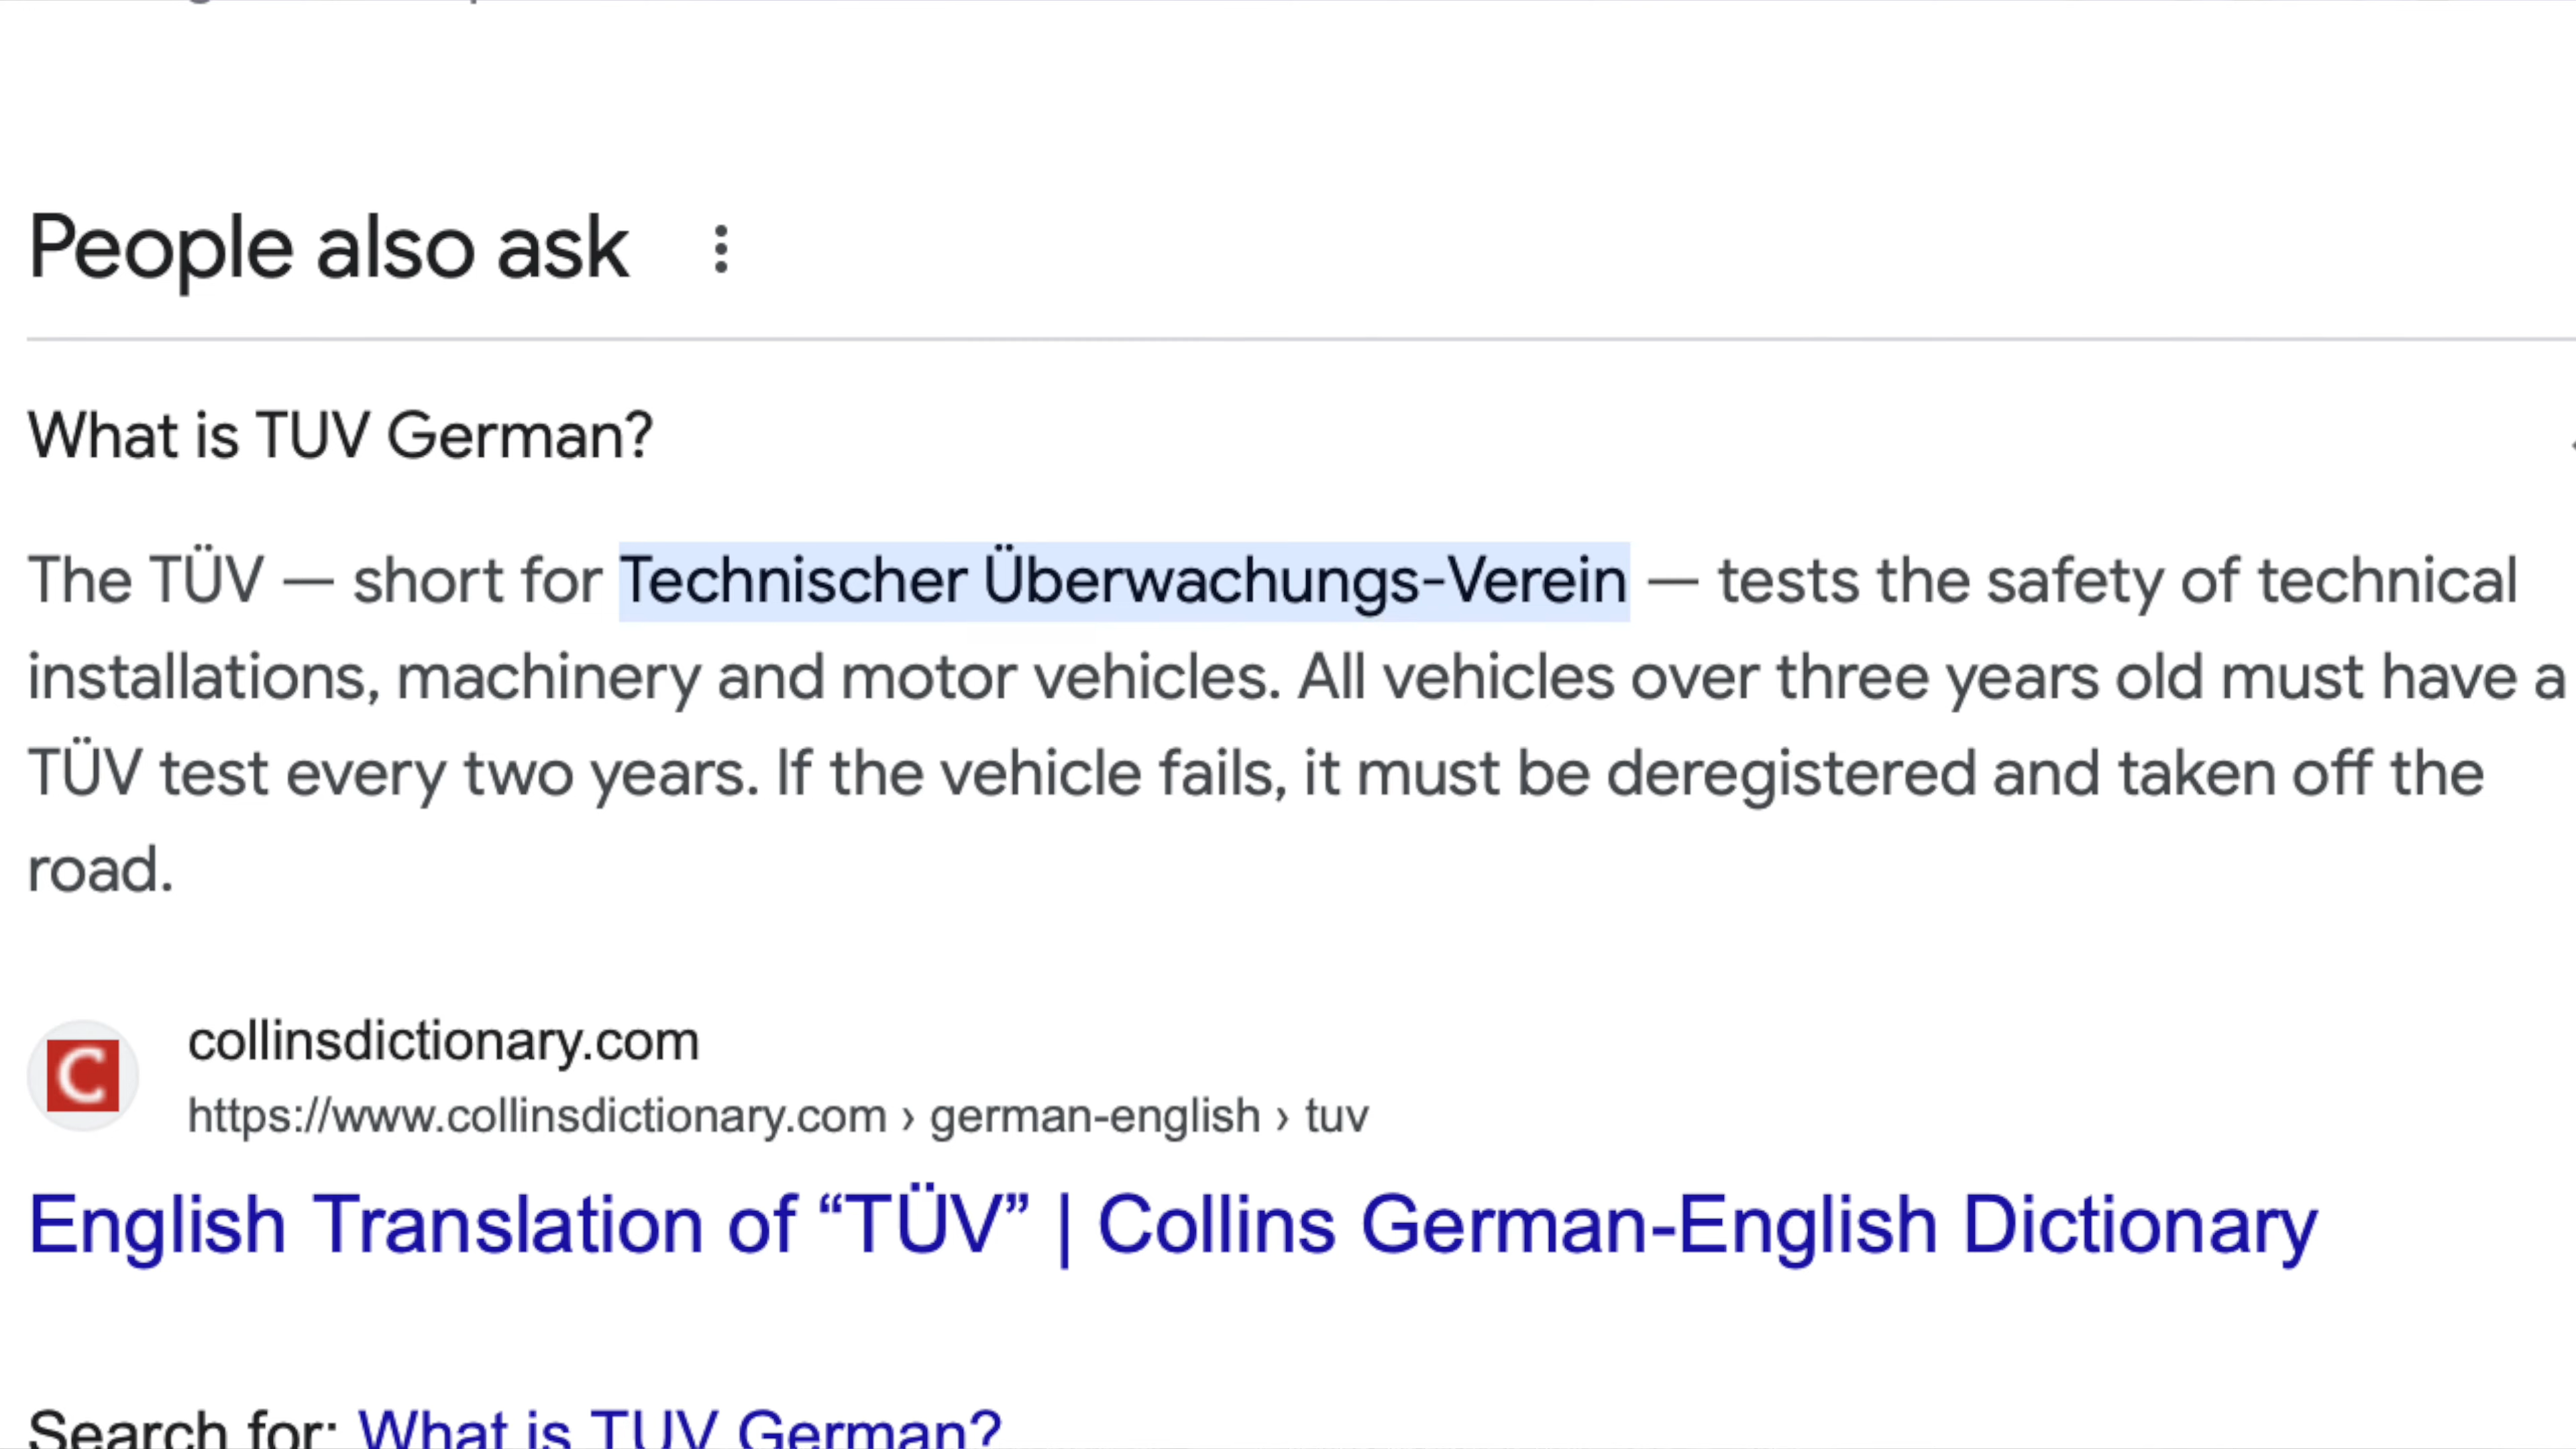 People also ask
What is TUV German?
The TÜV — short for Technischer Überwachungs-Verein — tests the safety of technical
installations, machinery and motor vehicles. All vehicles over three years old must have a
TÜV test every two years. If the vehicle fails, it must be deregistered and taken off the
road.
C
collinsdictionary.com
https://www.collinsdictionary.com › german-english › tuv
English Translation of “TÜV” | Collins German-English Dictionary
Search for: What is TUV German?